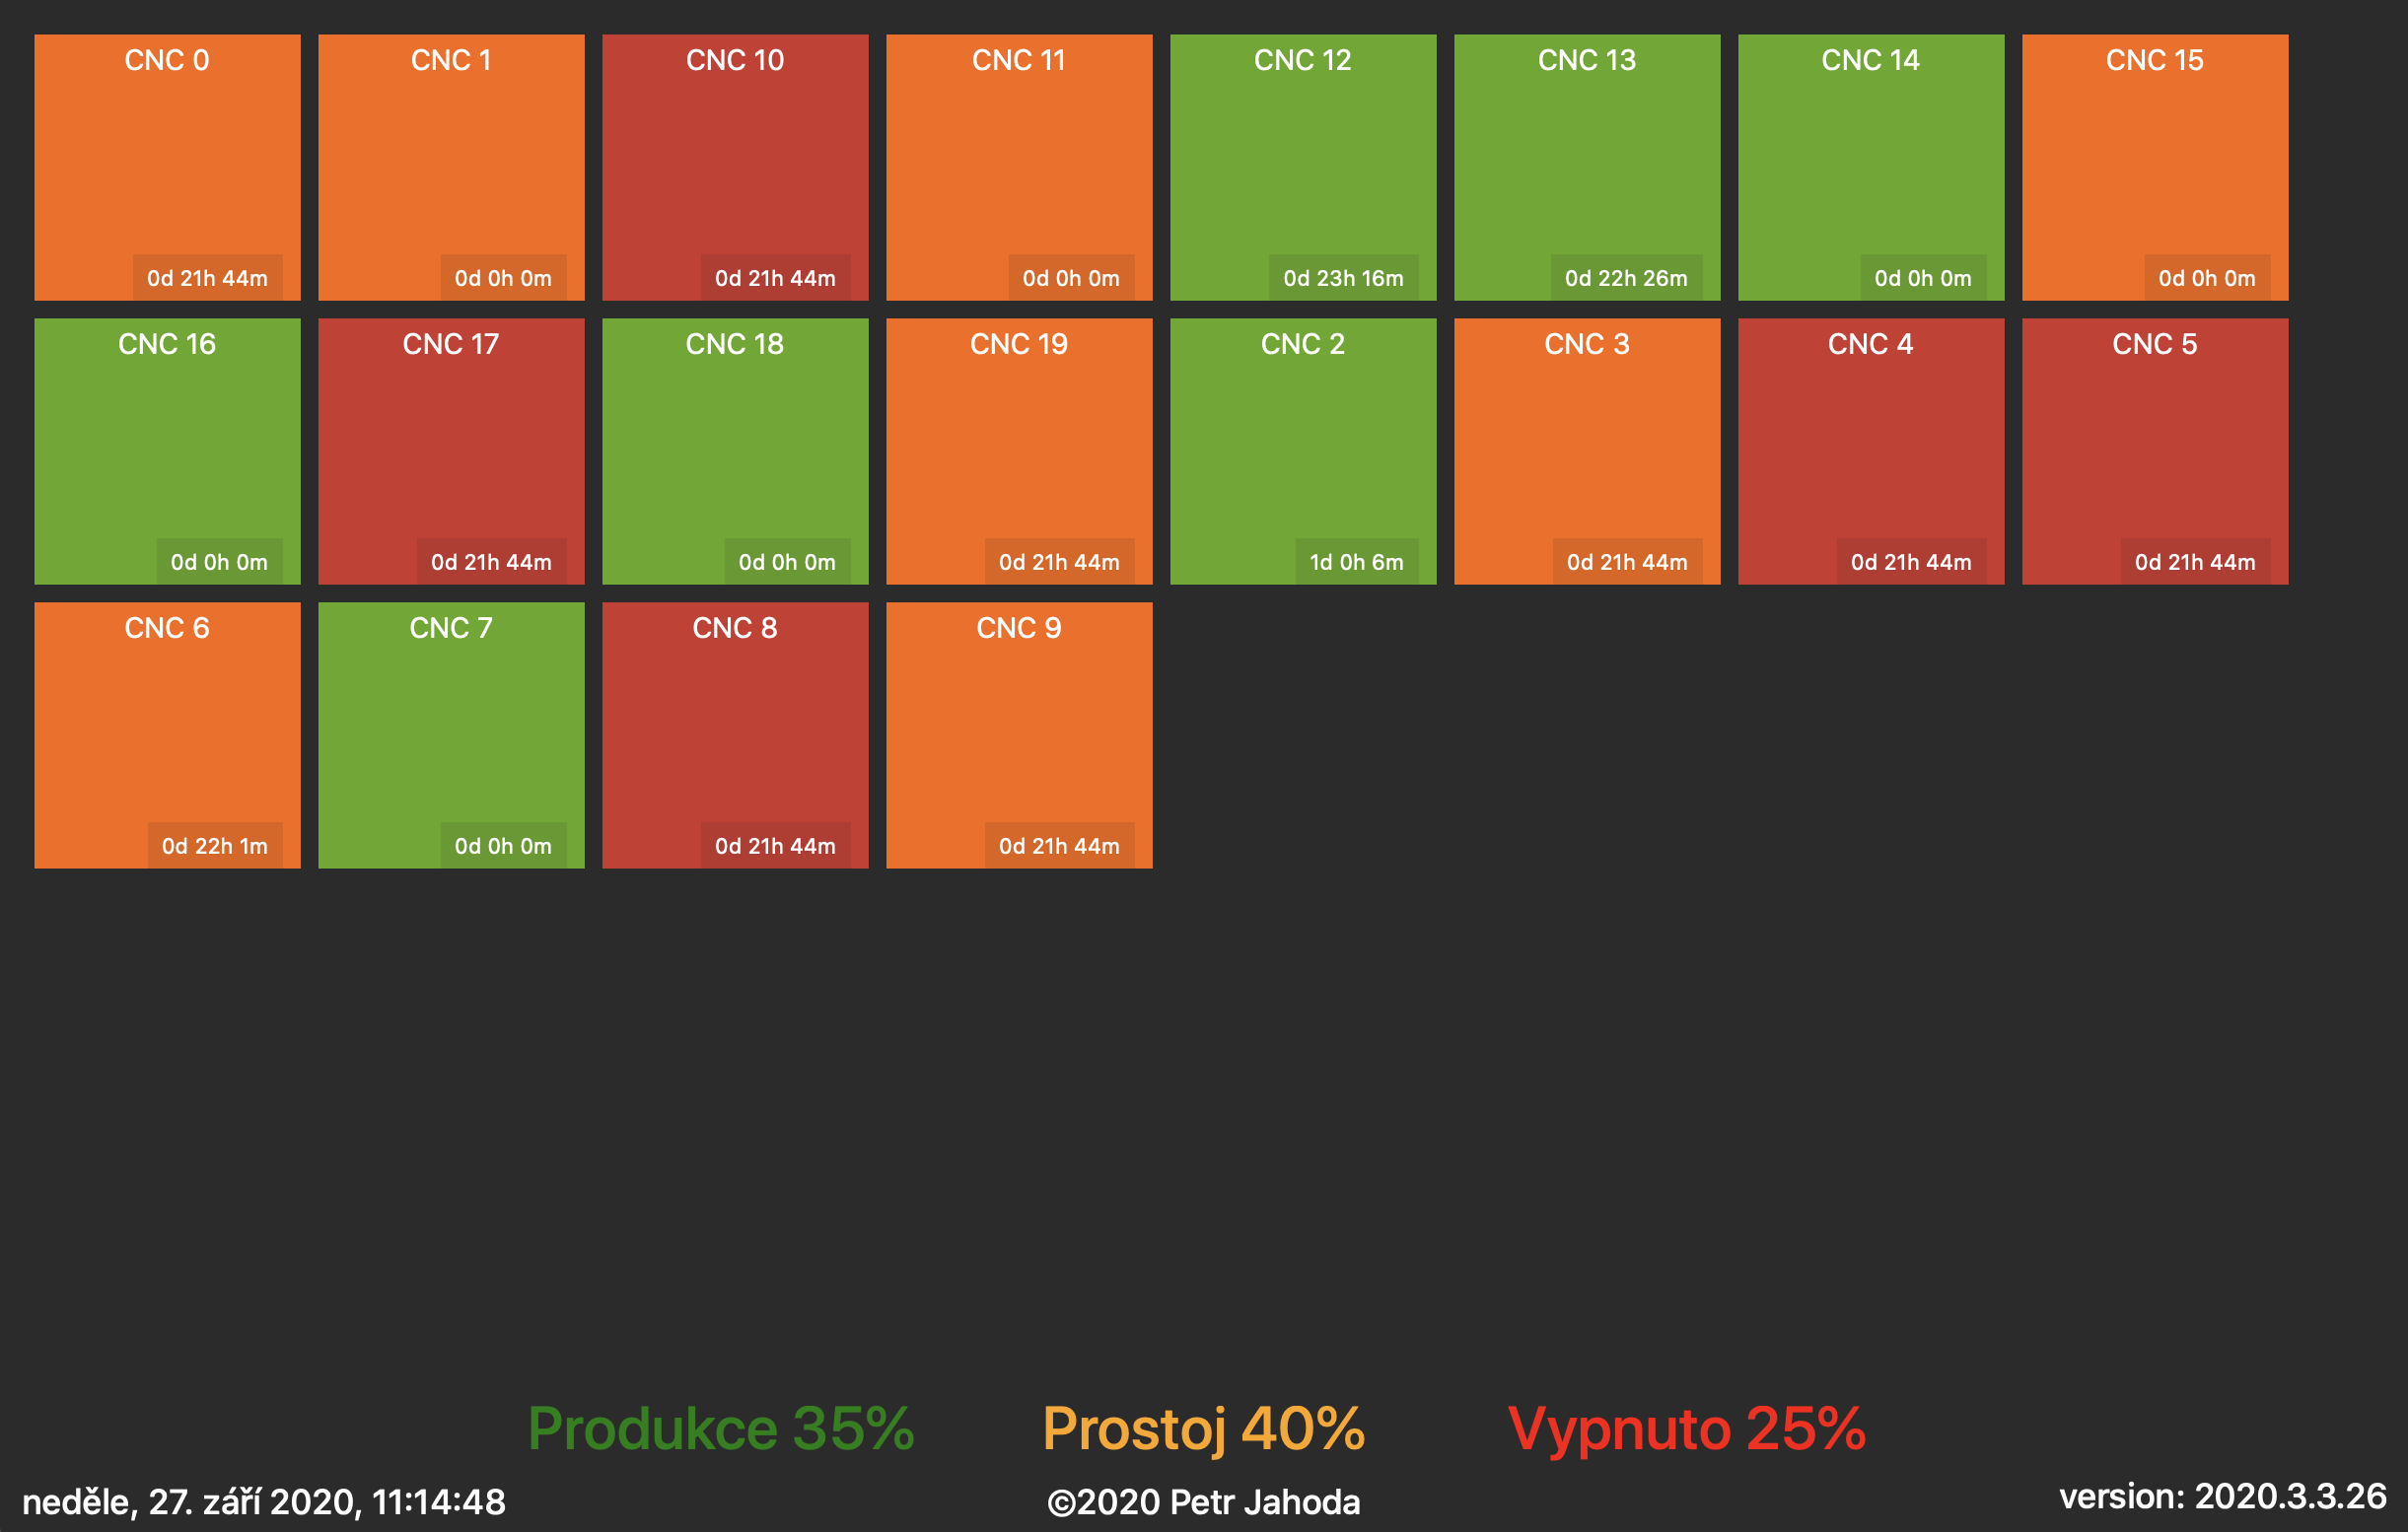 CNC 0
0d 21h 44m
CNC 1
0d 0h 0m
CNC 10
0d 21h 44m
CNC 11
0d 0h 0m
CNC 12
0d 23h 16m
CNC 13
0d 22h 26m
CNC 14
0d 0h 0m
CNC 15
0d 0h 0m
CNC 16
0d 0h 0m
CNC 17
0d 21h 44m
CNC 18
0d 0h 0m
CNC 19
0d 21h 44m
CNC 2
1d 0h 6m
CNC 3
0d 21h 44m
CNC 4
0d 21h 44m
CNC 5
0d 21h 44m
CNC 6
0d 22h 1m
CNC 7
0d 0h 0m
CNC 8
0d 21h 44m
CNC 9
0d 21h 44m
Produkce 35%
Prostoj 40%
Vypnuto 25%
neděle, 27. září 2020, 11:14:48
©2020 Petr Jahoda
version: 2020.3.3.26